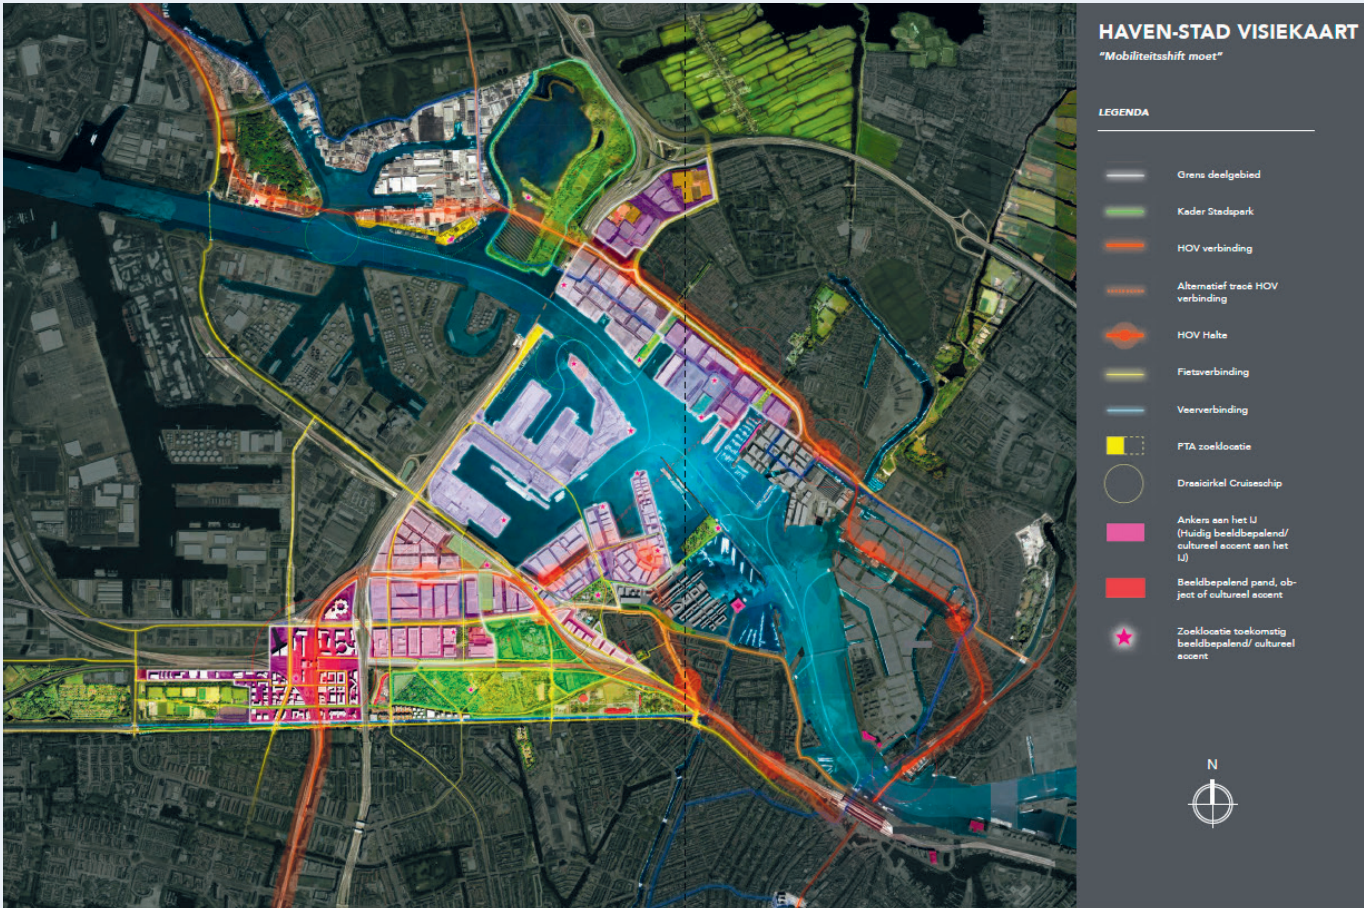 HAVEN-STAD VISIEKAART
"Mobiliteitsshift moet"
LEGENDA
Grens deelgebied
Kader Stadspark
HOV verbinding
Alternatief tracé HOV
verbinding
HOV Halte
Fietsverbinding
Veerverbinding
PTA zoeklocatie
Draaicirkel Cruiseschip
Ankers aan het IJ
(Huidig beeldbepalend/
cultureel accent aan het
IJ)
Beeldbepalend pand, ob-
ject of cultureel accent
Zoeklocatie toekomstig
beeldbepalend/ cultureel
accent
N